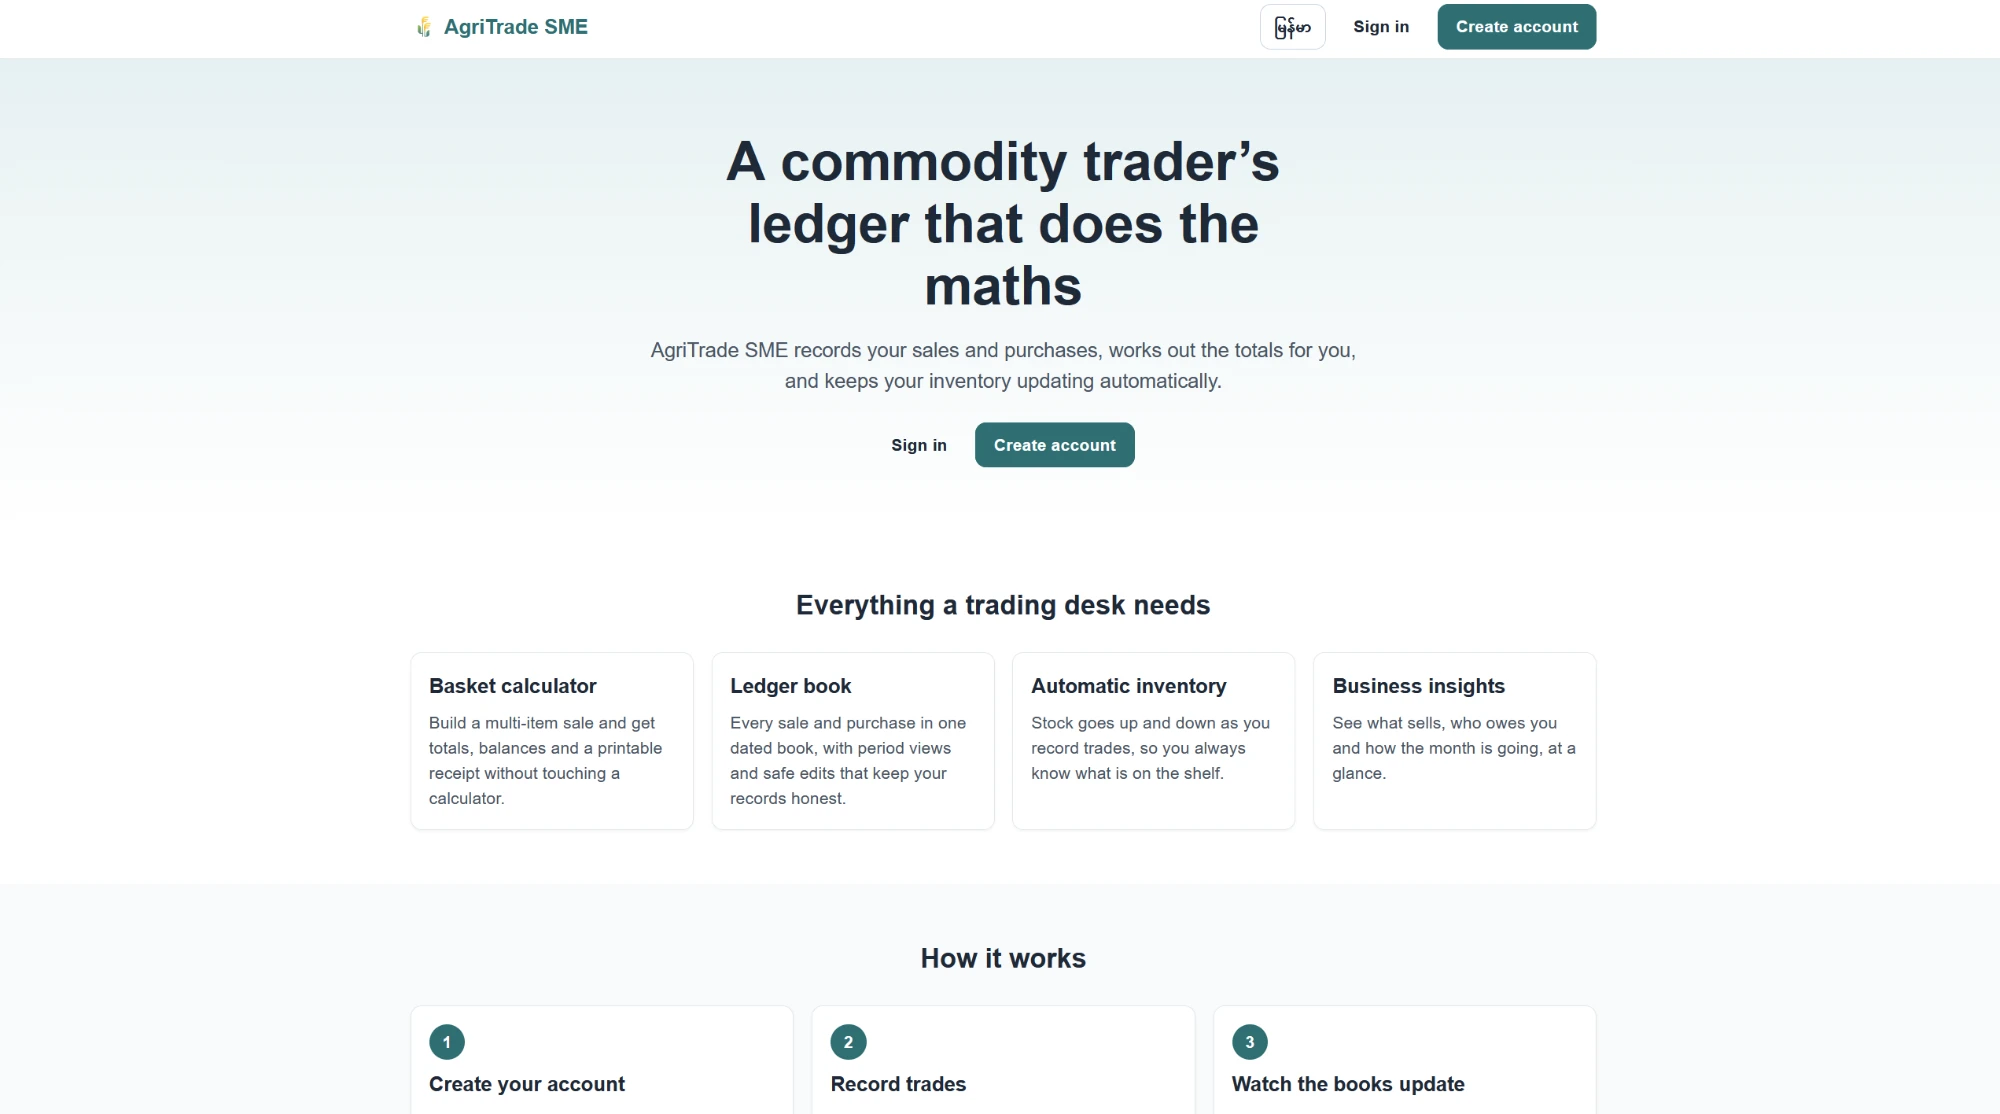 AgriTrade SME
မြန်မာ
Sign in
Create account
A commodity trader’s
ledger that does the
maths
AgriTrade SME records your sales and purchases, works out the totals for you,
and keeps your inventory updating automatically.
Sign in
Create account
Everything a trading desk needs
Basket calculator
Build a multi-item sale and get
totals, balances and a printable
receipt without touching a
calculator.
Ledger book
Every sale and purchase in one
dated book, with period views
and safe edits that keep your
records honest.
Automatic inventory
Stock goes up and down as you
record trades, so you always
know what is on the shelf.
Business insights
See what sells, who owes you
and how the month is going, at a
glance.
How it works
1
Create your account
2
Record trades
3
Watch the books update